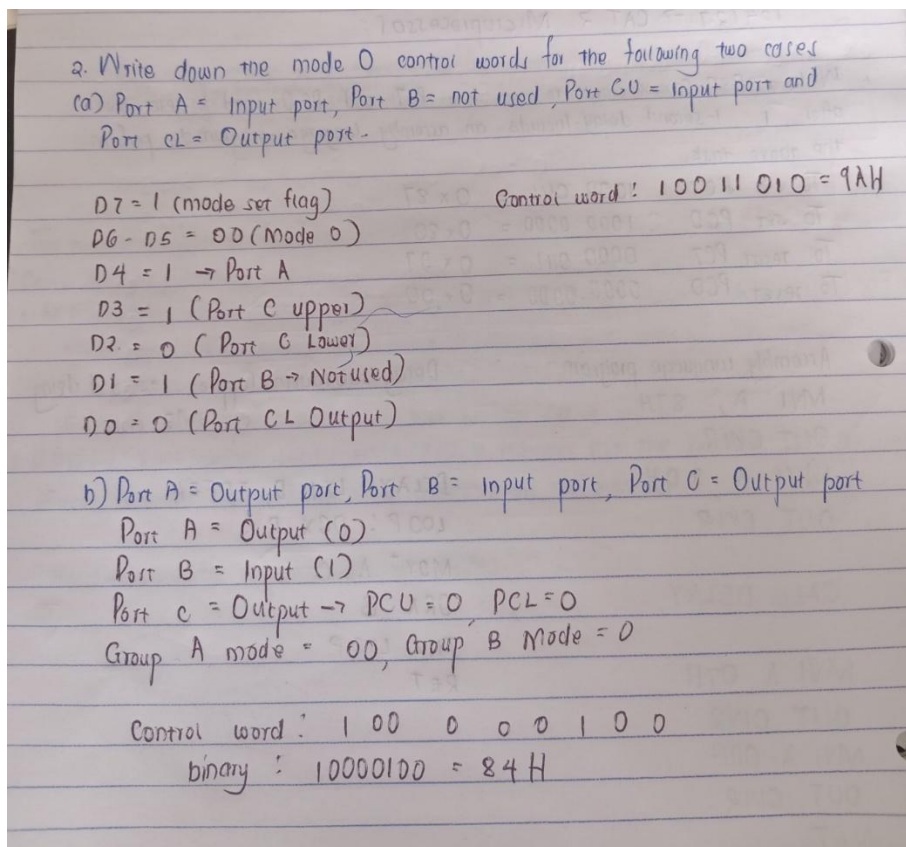 2. Write down the mode 0 control words for the following two cases
(a) Port A = Input port, Port B = not used, Port CU = Input port and
Port CL = Output port.
Control word : 10011010 = 9AH
D7 = 1 (mode set flag)
D6 - D5 = 00 (Mode 0)
D4 = 1 → Port A
D3 = 1 (Port C upper)
D2 = 0 (Port C Lower)
D1 = 1 (Port B → Not used)
D0 = 0 (Port CL Output)
b) Port A = Output port, Port B = input port, Port C = Output port
Port A = Output (0)
Port B = Input (1)
Port c = Output → PCU = 0 PCL = 0
Group A mode = 00, Group B Mode = 0
Control word : 1 00 0 0 0 1 0 0
binary : 10000100 = 84H